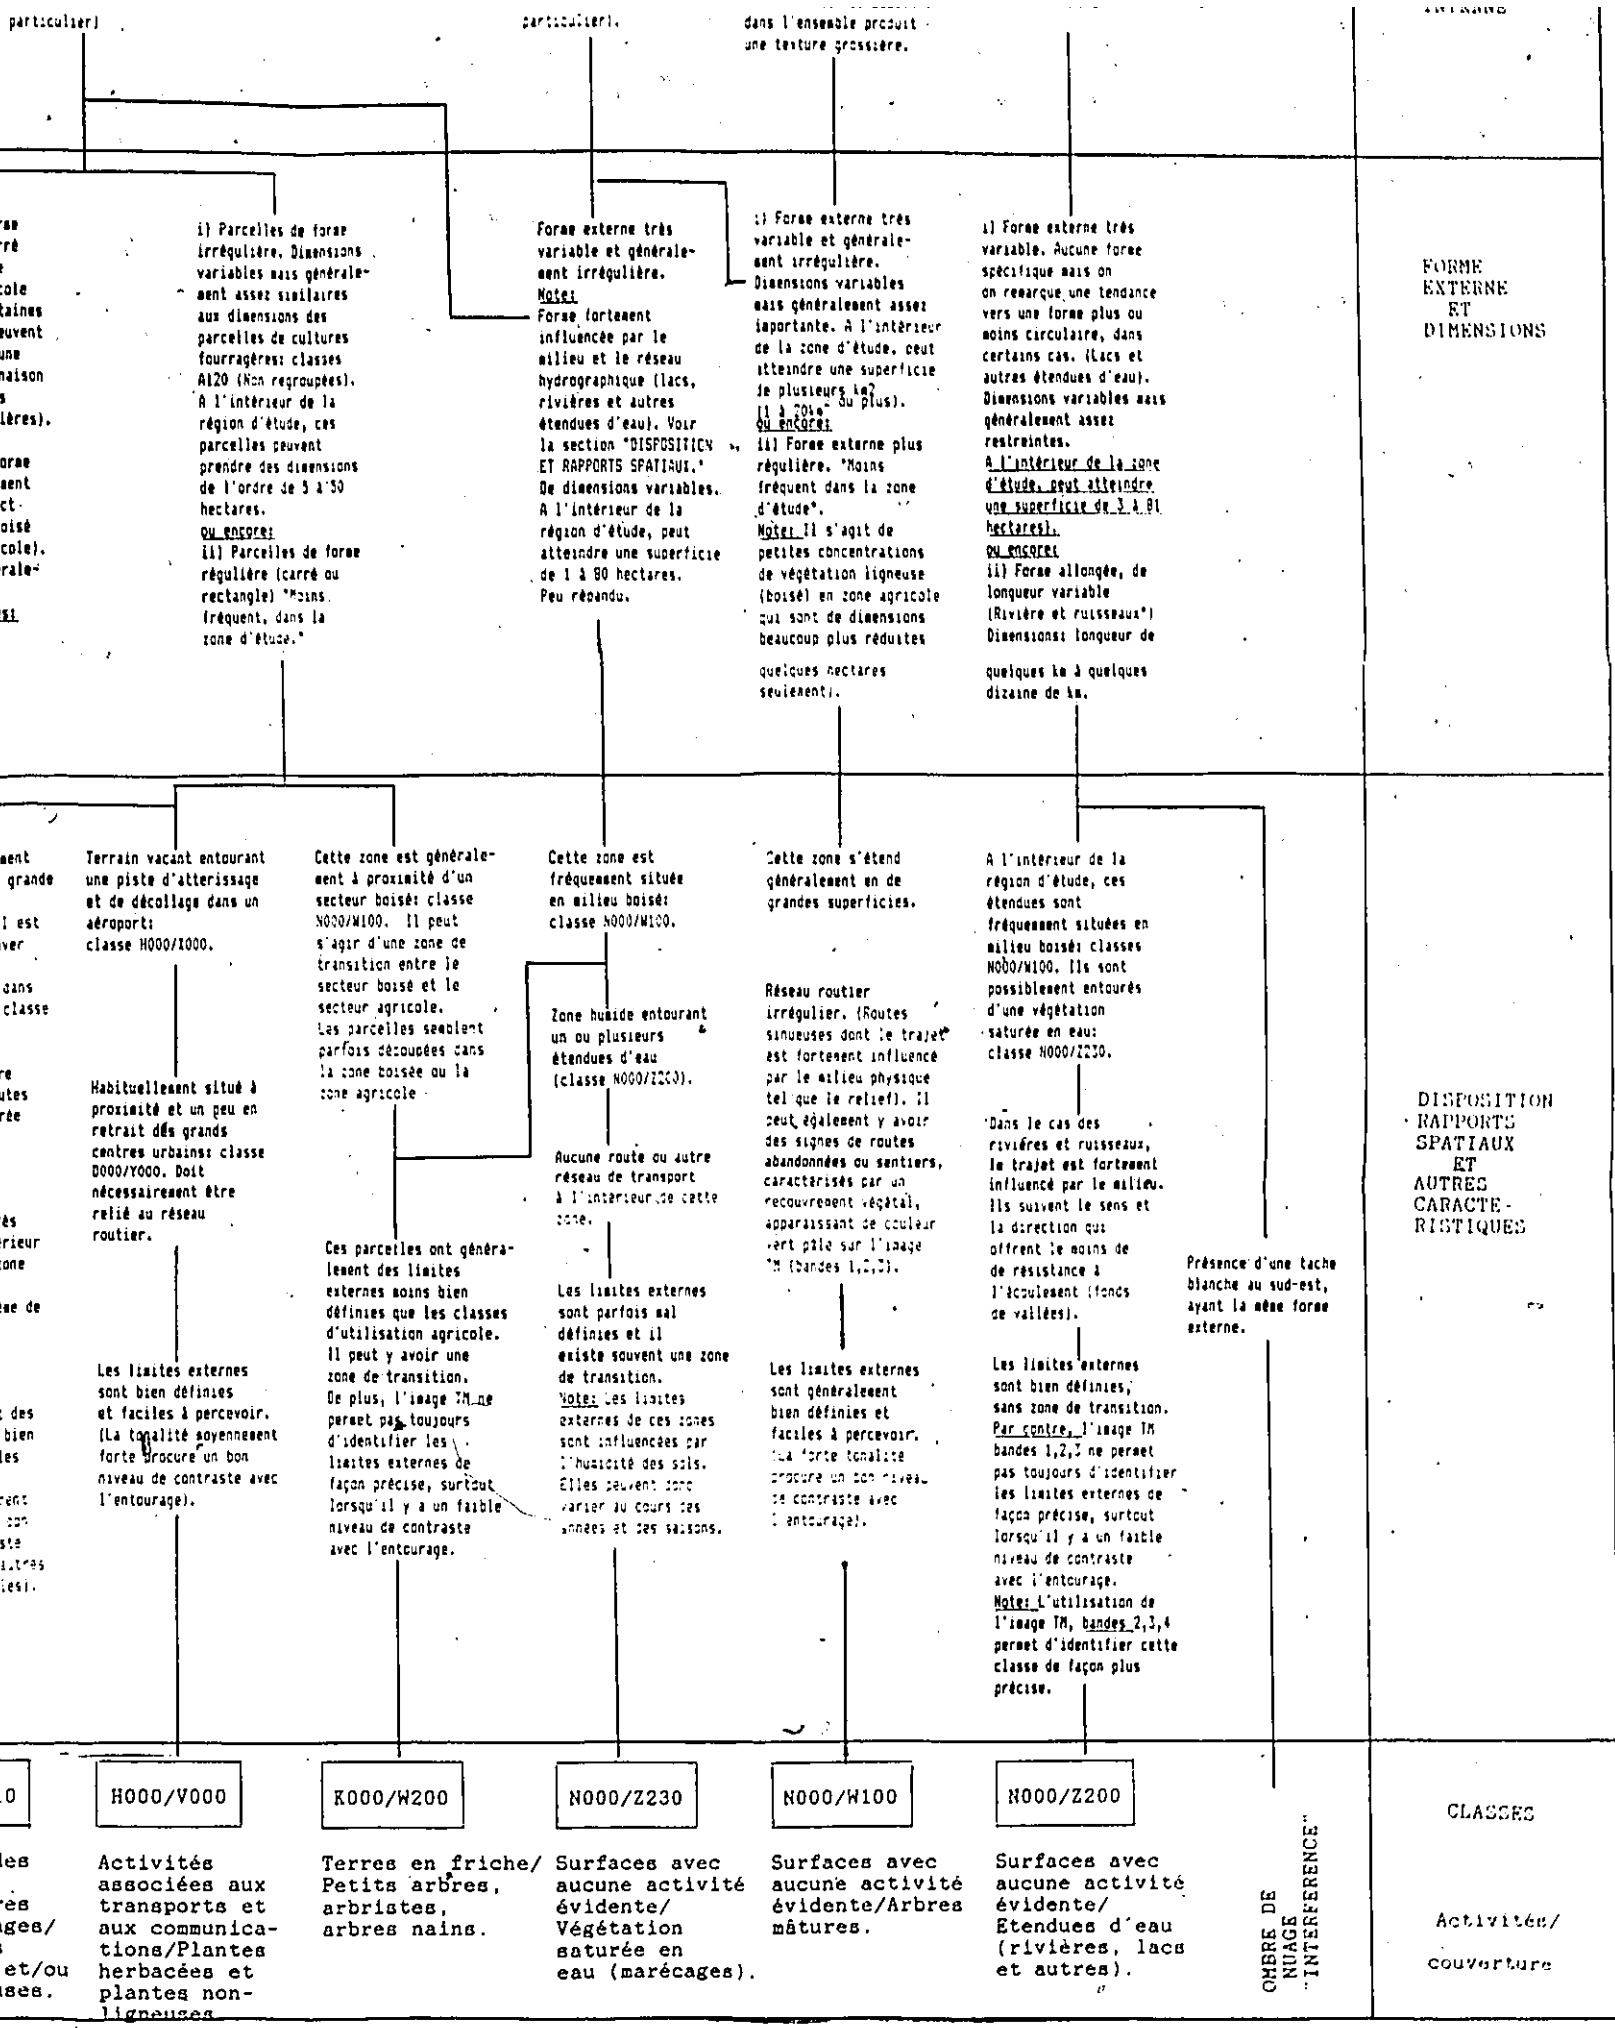 particulier)
particulier).
dans l'ensemble produit
une texture grossière.
i) Parcelles de forme
irrégulière. Dimensions
variables mais générale-
ment assez similaires
aux dimensions des
parcelles de cultures
fourragères: classes
A120 (Non regroupées).
A l'intérieur de la
région d'étude, ces
parcelles peuvent
prendre des dimensions
de l'ordre de 5 à 50
hectares.
ou encore:
ii) Parcelles de forme
régulière (carré ou
rectangle) "Moins
fréquent, dans la
zone d'étude."
Forme externe très
variable et générale-
ment irrégulière.
Note:
Forme fortement
influencée par le
milieu et le réseau
hydrographique (lacs,
rivières et autres
étendues d'eau). Voir
la section "DISPOSITION
ET RAPPORTS SPATIAUX."
De dimensions variables.
A l'intérieur de la
région d'étude, peut
atteindre une superficie
de 1 à 80 hectares.
Peu répandu.
i) Forme externe très
variable et générale-
ment irrégulière.
Dimensions variables
mais généralement assez
importante. A l'intérieur
de la zone d'étude, peut
atteindre une superficie
de plusieurs km2
(1 à 20km2 ou plus).
ou encore:
ii) Forme externe plus
régulière. "Moins
fréquent dans la zone
d'étude".
Note: Il s'agit de
petites concentrations
de végétation ligneuse
(boisé) en zone agricole
qui sont de dimensions
beaucoup plus réduites
quelques hectares
seulement).
i) Forme externe très
variable. Aucune forme
spécifique mais on
on remarque une tendance
vers une forme plus ou
moins circulaire, dans
certains cas. (Lacs et
autres étendues d'eau).
Dimensions variables mais
généralement assez
restreintes.
A l'intérieur de la zone
d'étude, peut atteindre
une superficie de 3 à 81
hectares).
ou encore:
ii) Forme allongée, de
longueur variable
(Rivière et ruisseaux")
Dimensions: longueur de
quelques km à quelques
dizaine de km.
FORME
EXTERNE
ET
DIMENSIONS
Terrain vacant entourant
une piste d'atterissage
et de décollage dans un
aéroport:
classe H000/X000.
Habituellement situé à
proximité et un peu en
retrait des grands
centres urbains: classe
D000/Y000. Doit
nécessairement être
relié au réseau
routier.
Les limites externes
sont bien définies
et faciles à percevoir.
(La tonalité moyennement
forte procure un bon
niveau de contraste avec
l'entourage).
Cette zone est générale-
ment à proximité d'un
secteur boisé: classe
N000/W100. Il peut
s'agir d'une zone de
transition entre le
secteur boisé et le
secteur agricole.
Les parcelles semblent
parfois découpées dans
la zone boisée ou la
zone agricole
Ces parcelles ont généra-
lement des limites
externes moins bien
définies que les classes
d'utilisation agricole.
Il peut y avoir une
zone de transition.
De plus, l'image TM ne
permet pas toujours
d'identifier les
limites externes de
façon précise, surtout
lorsqu'il y a un faible
niveau de contraste
avec l'entourage.
Cette zone est
fréquemment située
en milieu boisé:
classe N000/W100.
Zone humide entourant
un ou plusieurs
étendues d'eau
(classe N000/Z200).
Aucune route ou autre
réseau de transport
à l'intérieur de cette
zone.
Les limites externes
sont parfois mal
définies et il
existe souvent une zone
de transition.
Note: Les limites
externes de ces zones
sont influencées par
l'humidité des sols.
Elles peuvent donc
varier au cours des
années et des saisons.
Cette zone s'étend
généralement en de
grandes superficies.
Réseau routier
irrégulier. (Routes
sinueuses dont le trajet
est fortement influencé
par le milieu physique
tel que le relief). Il
peut également y avoir
des signes de routes
abandonnées ou sentiers,
caractérisés par un
recouvrement végétal,
apparaissant de couleur
vert pâle sur l'image
TM (bandes 1,2,3).
Les limites externes
sont généralement
bien définies et
faciles à percevoir.
(La forte tonalité
procure un bon niveau
de contraste avec
l'entourage).
A l'intérieur de la
région d'étude, ces
étendues sont
fréquemment situées en
milieu boisé: classes
N000/W100. Ils sont
possiblement entourés
d'une végétation
saturée en eau:
classe N000/Z230.
Dans le cas des
rivières et ruisseaux,
le trajet est fortement
influencé par le milieu.
Ils suivent le sens et
la direction qui
offrent le moins de
de résistance à
l'écoulement (fonds
de vallées).
Les limites externes
sont bien définies,
sans zone de transition.
Par contre, l'image TM
bandes 1,2,3 ne permet
pas toujours d'identifier
les limites externes de
façon précise, surtout
lorsqu'il y a un faible
niveau de contraste
avec l'entourage.
Note: L'utilisation de
l'image TM, bandes 2,3,4
permet d'identifier cette
classe de façon plus
précise.
Présence d'une tache
blanche au sud-est,
ayant la même forme
externe.
DISPOSITION
RAPPORTS
SPATIAUX
ET
AUTRES
CARACTE-
RISTIQUES
H000/V000
K000/W200
N000/Z230
N000/W100
N000/Z200
CLASSES
Activités
associées aux
transports et
aux communica-
tions/Plantes
herbacées et
plantes non-
ligneuses
Terres en friche/
Petits arbres,
arbristes,
arbres nains.
Surfaces avec
aucune activité
évidente/
Végétation
saturée en
eau (marécages).
Surfaces avec
aucune activité
évidente/Arbres
mâtures.
Surfaces avec
aucune activité
évidente/
Etendues d'eau
(rivières, lacs
et autres).
OMBRE DE
NUAGE
"INTERFERENCE"
Activités/
couverture